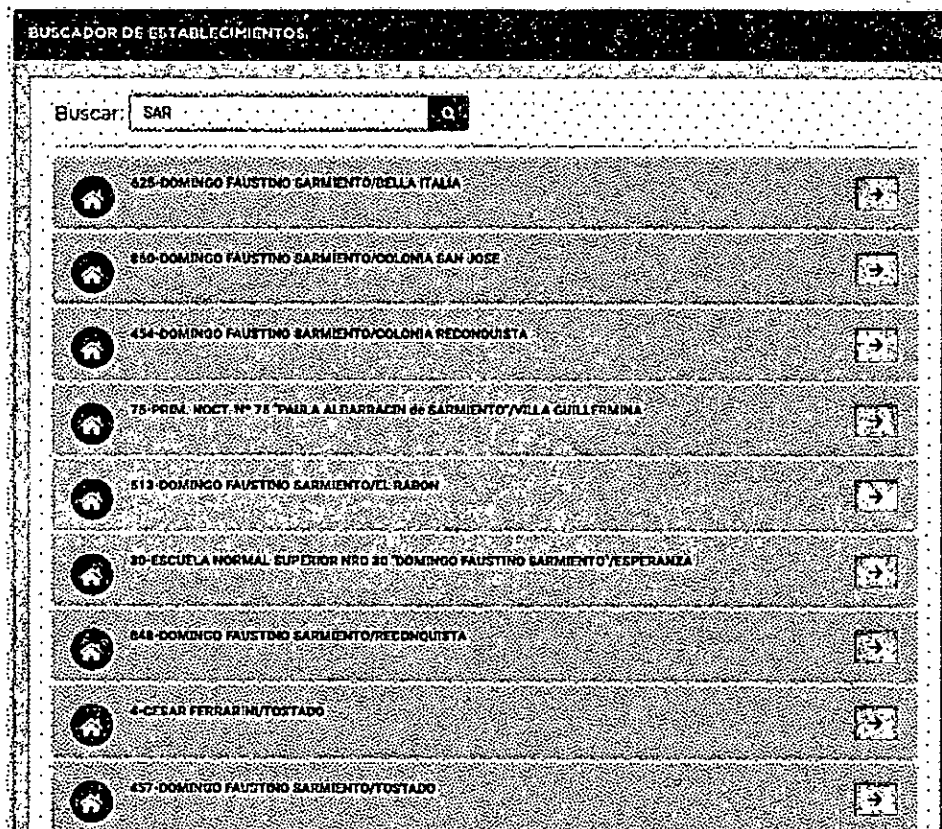 BUSCADOR DE ESTABLECIMIENTOS
Buscar: SAR
625-DOMINGO FAUSTINO SARMIENTO/BELLA ITALIA
860-DOMINGO FAUSTINO SARMIENTO/COLONIA SAN JOSE
454-DOMINGO FAUSTINO SARMIENTO/COLONIA RECONQUISTA
75-PRIM. NOCT. Nº 75 "PAULA ALBARRACIN de SARMIENTO"/VILLA GUILLERMINA
513-DOMINGO FAUSTINO SARMIENTO/EL RABON
30-ESCUELA NORMAL SUPERIOR NRO 30 "DOMINGO FAUSTINO SARMIENTO"/ESPERANZA
-DOMINGO FAUSTINO SARMIENTO/RECONQUISTA
4-CESAR FERRARINI/TOSTADO
457-DOMINGO FAUSTINO SARMIENTO/TOSTADO